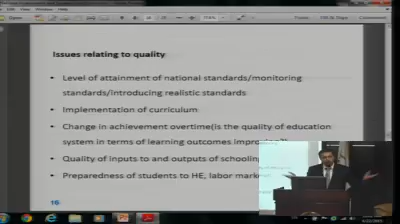 Issues relating to quality
• Level of attainment of national standards/monitoring
standards/introducing realistic standards
• Implementation of curriculum
• Change in achievement overtime(is the quality of education
system in terms of learning outcomes
• Quality of inputs to and outputs of schooling
• Preparedness of students to HE, labor market
16